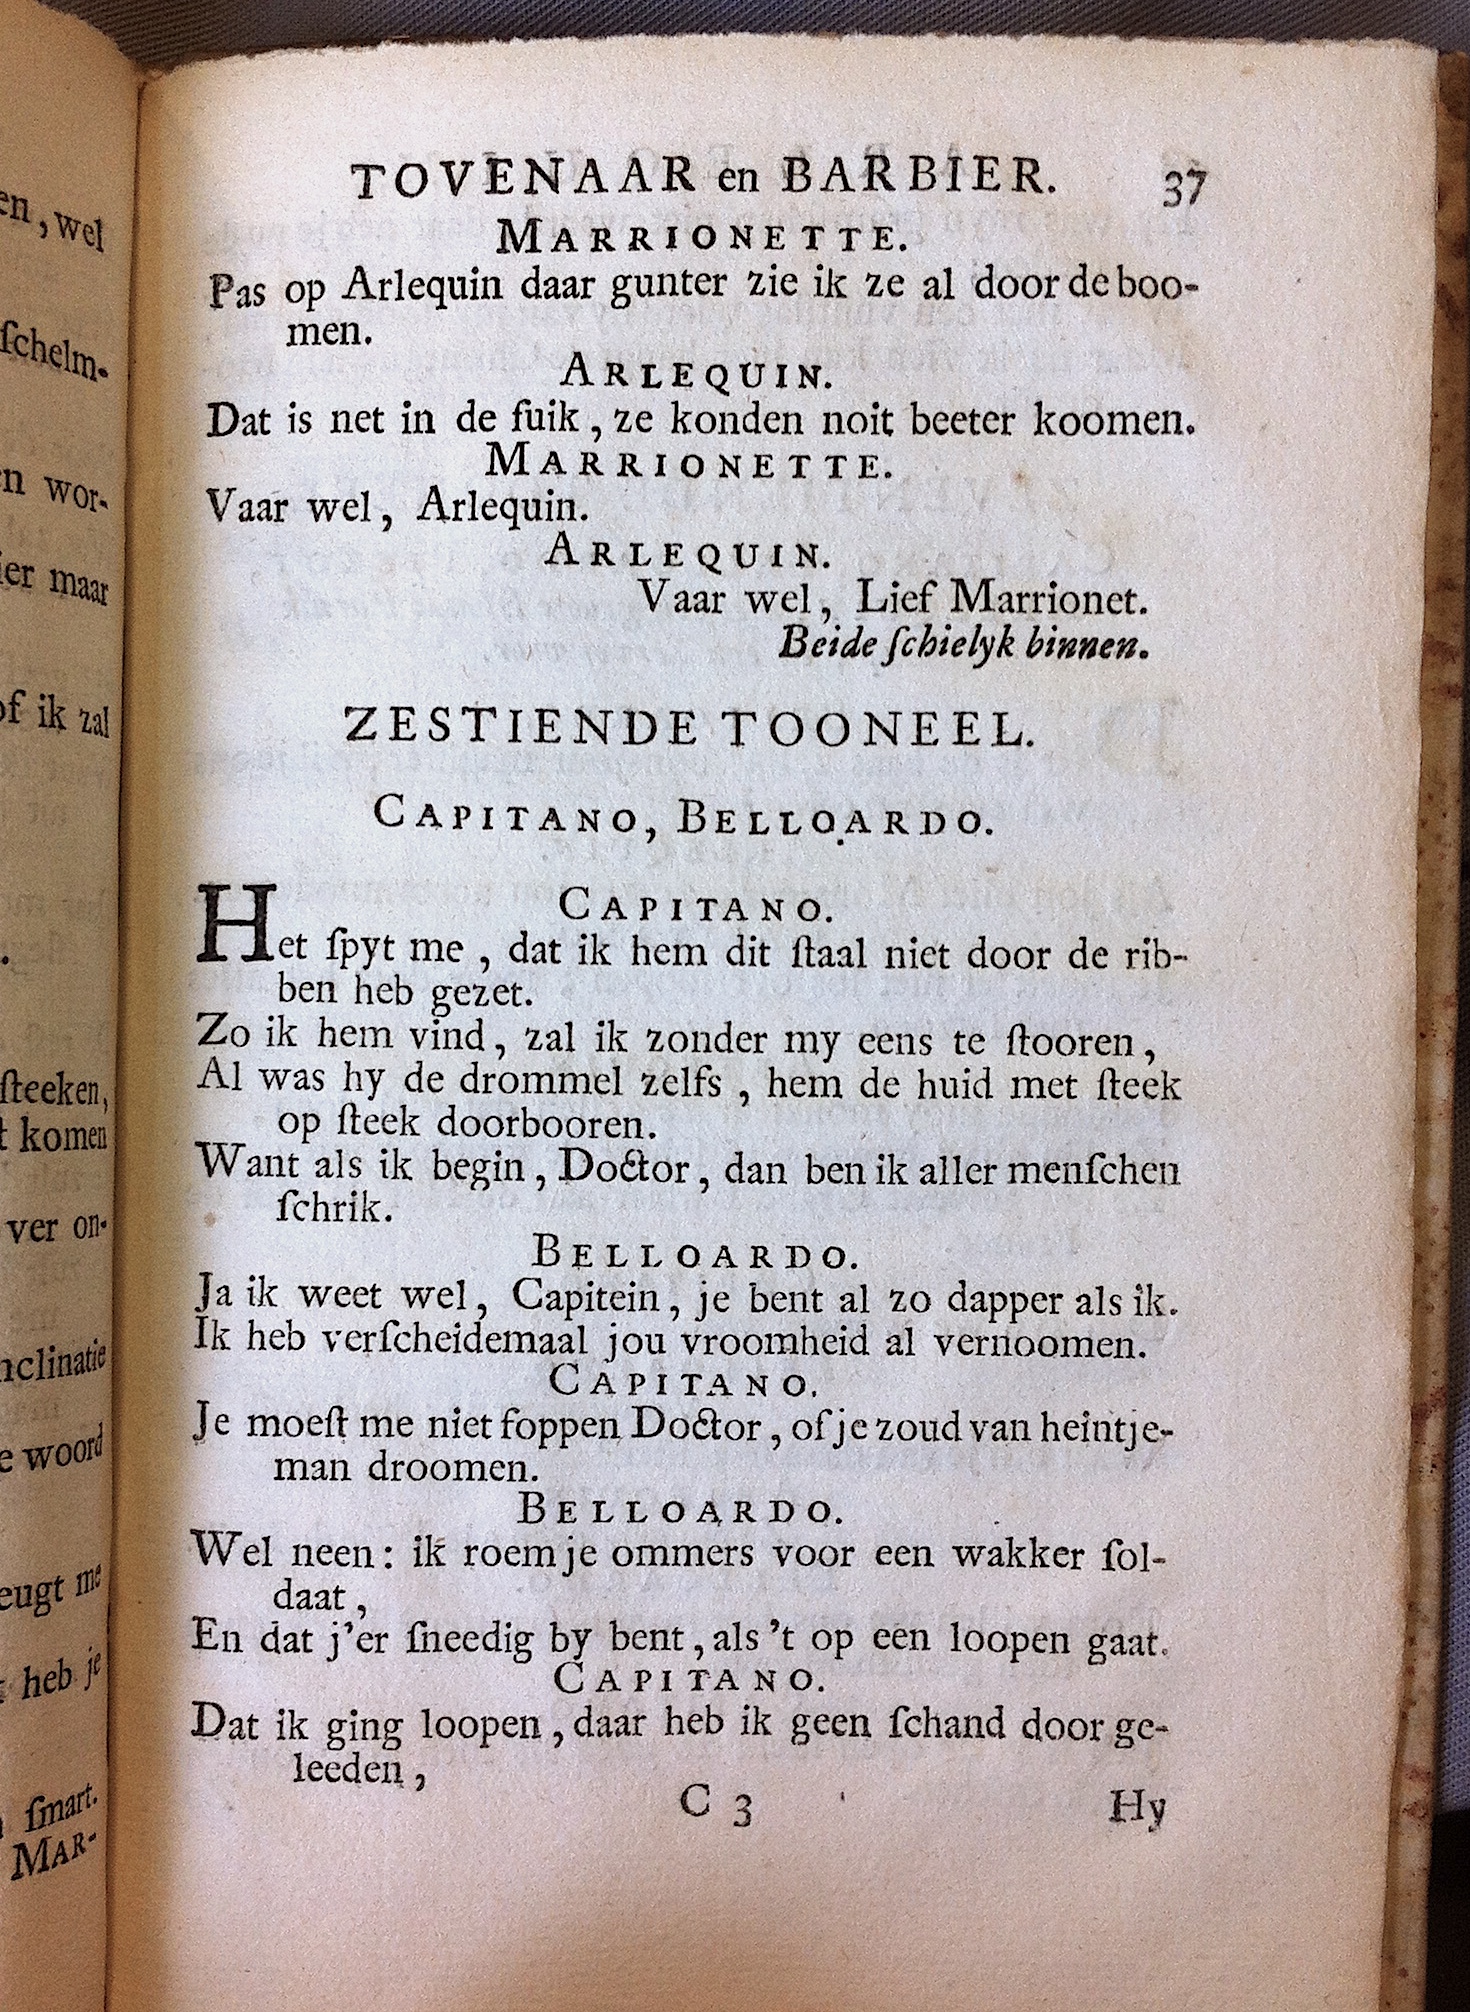 en, wel
ſchelm-
n wor-
ier maar
of ik zal
ſteeken,
t komen
ver on-
nclinatie
e woord
eugt me
heb je
ſmart.
MAR-
TOVENAAR en BARBIER. 37
MARRIONETTE.
Pas op Arlequin daar gunter zie ik ze al door de boo-
men.
ARLEQUIN.
Dat is net in de fuik, ze konden noit beeter koomen.
MARRIONETTE.
Vaar wel, Arlequin.
ARLEQUIN.
Vaar wel, Lief Marrionet.
Beide ſchielyk binnen.
ZESTIENDE TOONEEL.
CAPITANO, BELLOARDO.
CAPITANO.
Het ſpyt me, dat ik hem dit ſtaal niet door de rib-
ben heb gezet.
Zo ik hem vind, zal ik zonder my eens te ſtooren,
Al was hy de drommel zelfs, hem de huid met ſteek
op ſteek doorbooren.
Want als ik begin, Doctor, dan ben ik aller menſchen
ſchrik.
BELLOARDO.
Ja ik weet wel, Capitein, je bent al zo dapper als ik.
Ik heb verſcheidemaal jou vroomheid al vernoomen.
CAPITANO.
Je moeſt me niet foppen Doctor, of je zoud van heintje-
man droomen.
BELLOARDO.
Wel neen: ik roem je ommers voor een wakker ſol-
daat,
En dat j'er ſneedig by bent, als 't op een loopen gaat.
CAPITANO.
Dat ik ging loopen, daar heb ik geen ſchand door ge-
leeden,
C 3 Hy